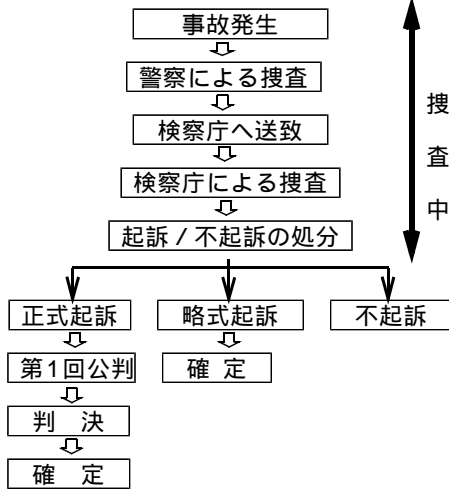 事故発生
警察による捜査
検察庁へ送致
検察庁による捜査
起訴/不起訴の処分
捜
査
中
正式起訴
略式起訴
不起訴
第1回公判
確 定
判 決
確 定